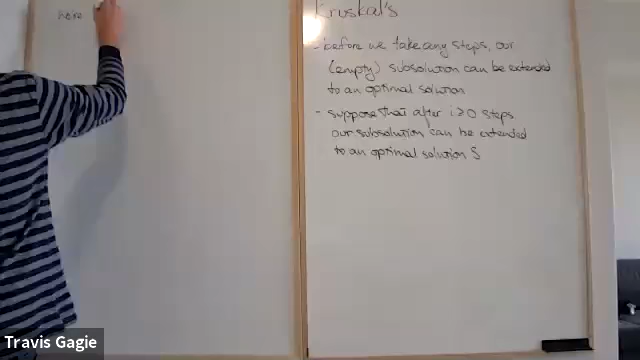 Kruskal's
- before we take any steps, our
(empty) subsolution can be extended
to an optimal solution
- suppose that after i ≥ 0 steps
our subsolution can be extended
to an optimal solution S
Travis Gagie